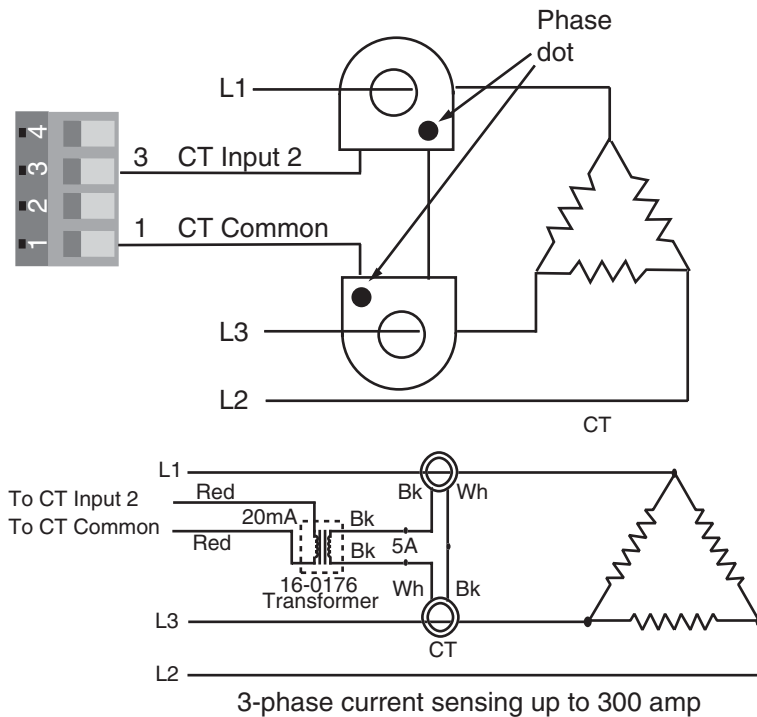 Phase
dot
L1
4
3
2
1
3 CT Input 2
1 CT Common
L3
L2
CT
L1
Bk Wh
To CT Input 2 Red
To CT Common 20mA Bk
Red Bk 5A
16-0176
Transformer
Wh Bk
L3
CT
L2
3-phase current sensing up to 300 amp